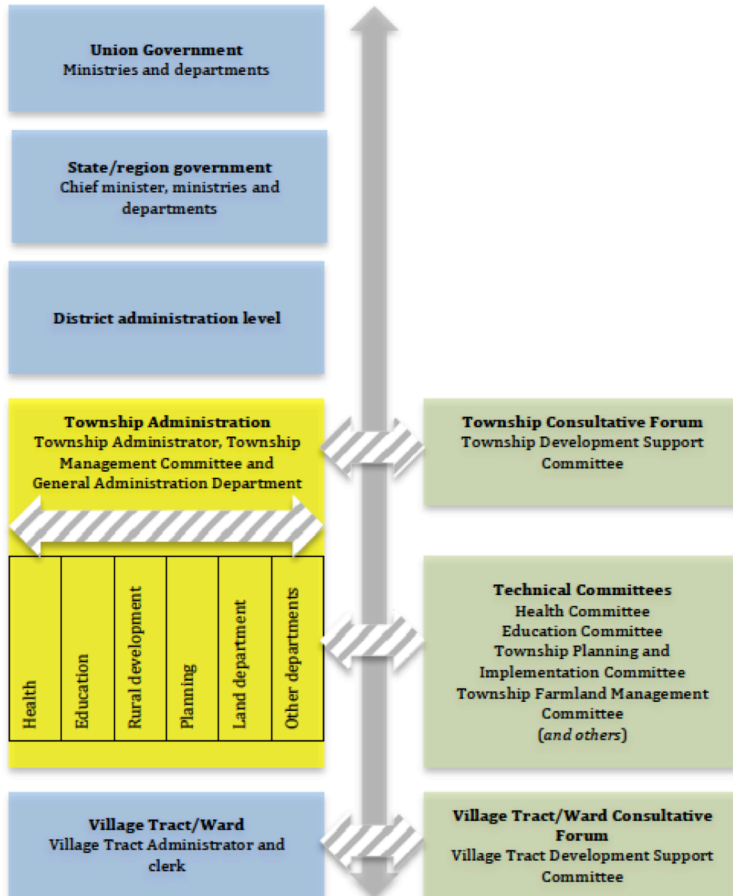 Union Government
Ministries and departments
State/region government
Chief minister, ministries and
departments
District administration level
Township Administration
Township Administrator, Township
Management Committee and
General Administration Department
Health
Education
Rural development
Planning
Land department
Other departments
Township Consultative Forum
Township Development Support
Committee
Technical Committees
Health Committee
Education Committee
Township Planning and
Implementation Committee
Township Farmland Management
Committee
(and others)
Village Tract/Ward
Village Tract Administrator and
clerk
Village Tract/Ward Consultative
Forum
Village Tract Development Support
Committee